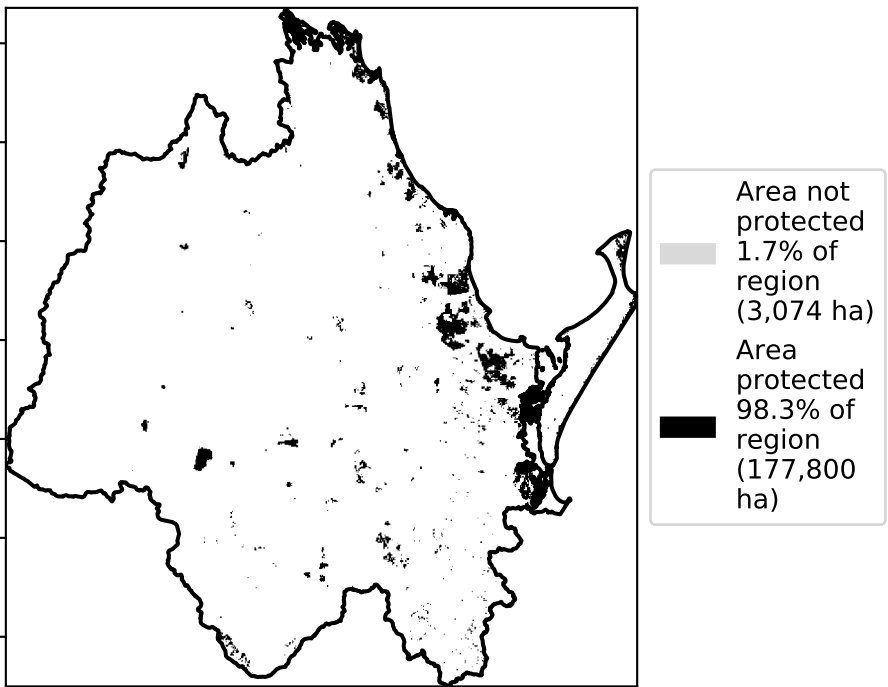 Area not
protected
1.7% of
region
(3,074 ha)
Area
protected
98.3% of
region
(177,800
ha)